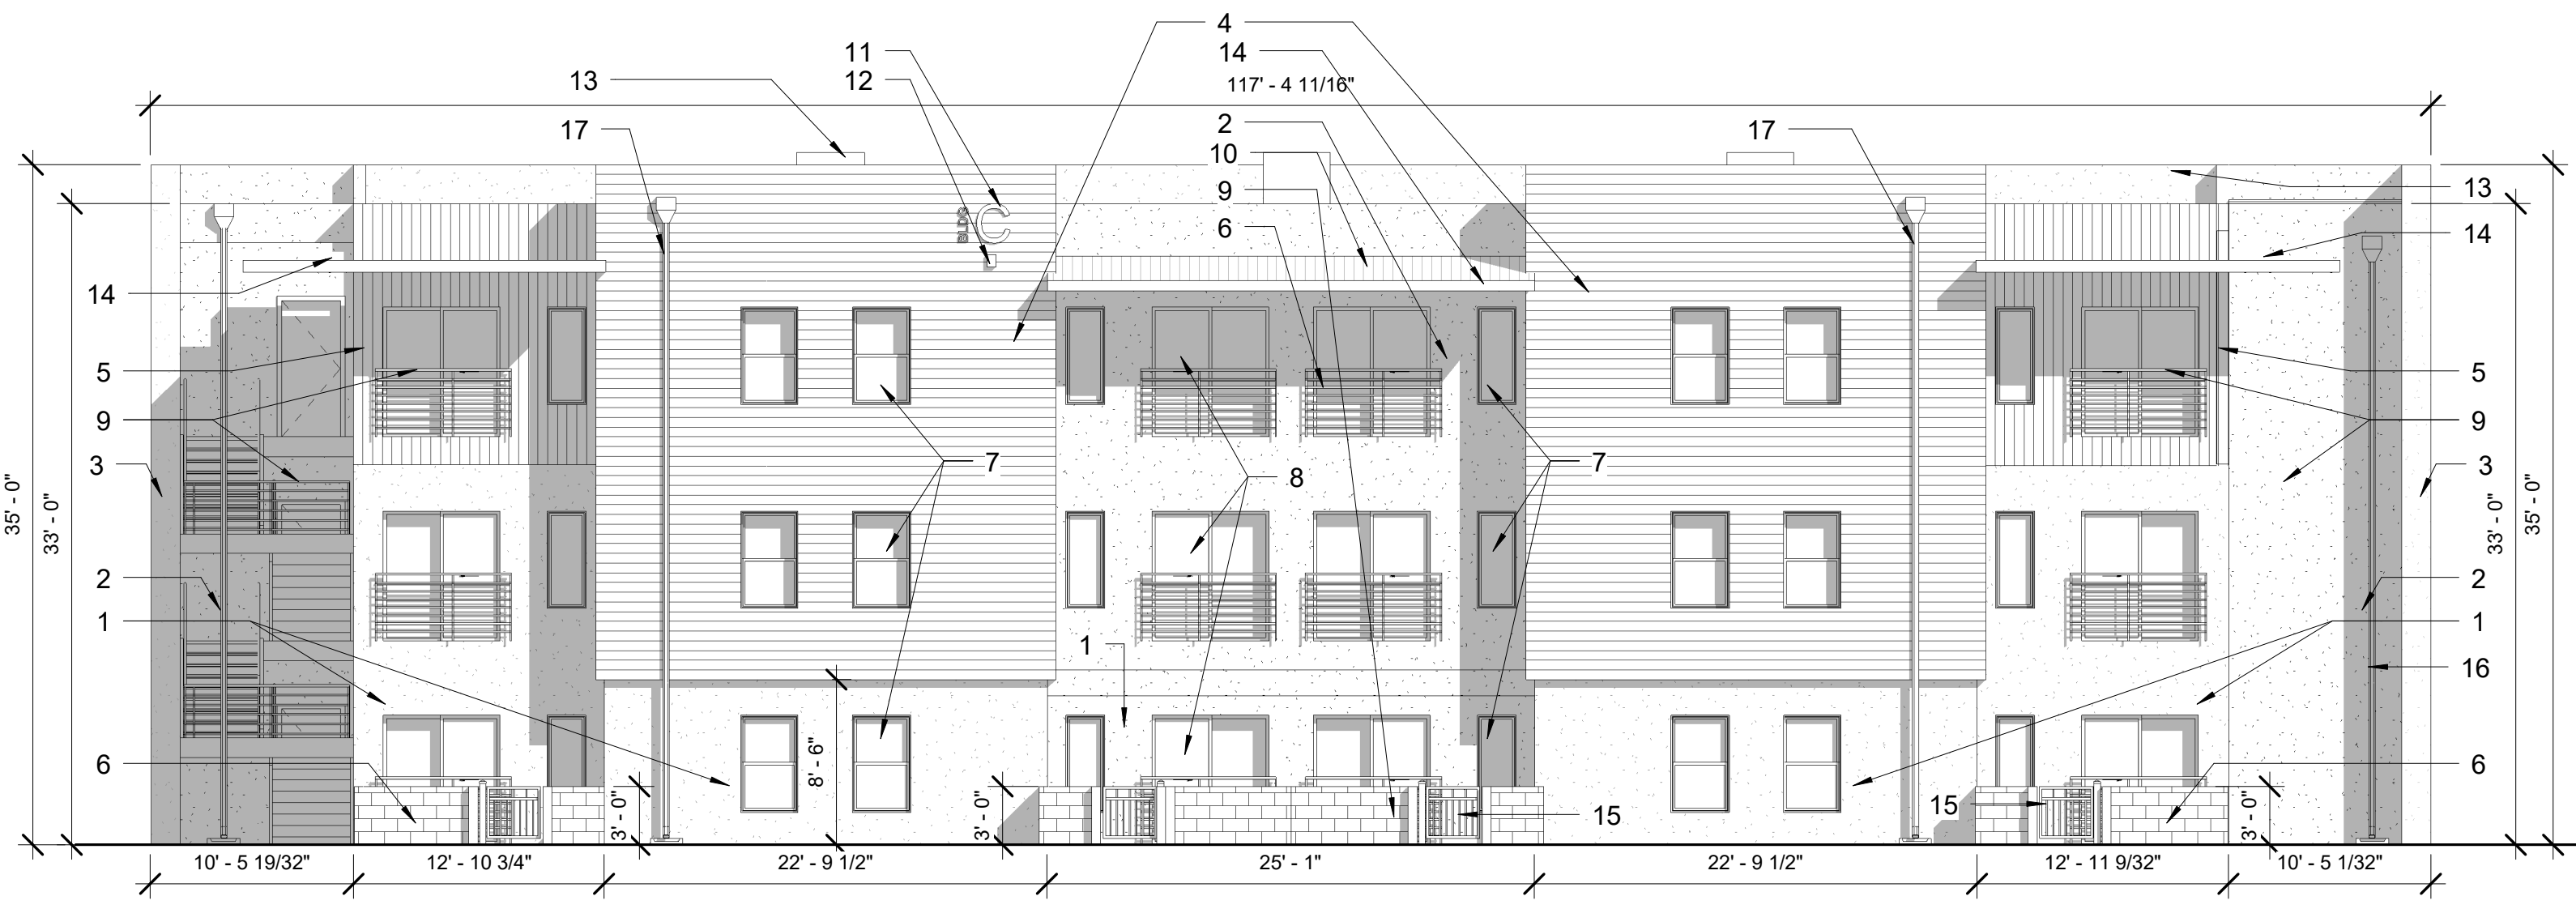 4
11
14
12
13
117' - 4 11/16"
2
17
17
10
13
9
BLDG C
6
14
14
5
5
9
9
7
7
3
3
8
35' - 0"
33' - 0"
33' - 0"
35' - 0"
2
2
1
1
1
16
6
8' - 6"
6
15
15
3' - 0"
3' - 0"
3' - 0"
10' - 5 19/32"
12' - 10 3/4"
22' - 9 1/2"
25' - 1"
22' - 9 1/2"
12' - 11 9/32"
10' - 5 1/32"